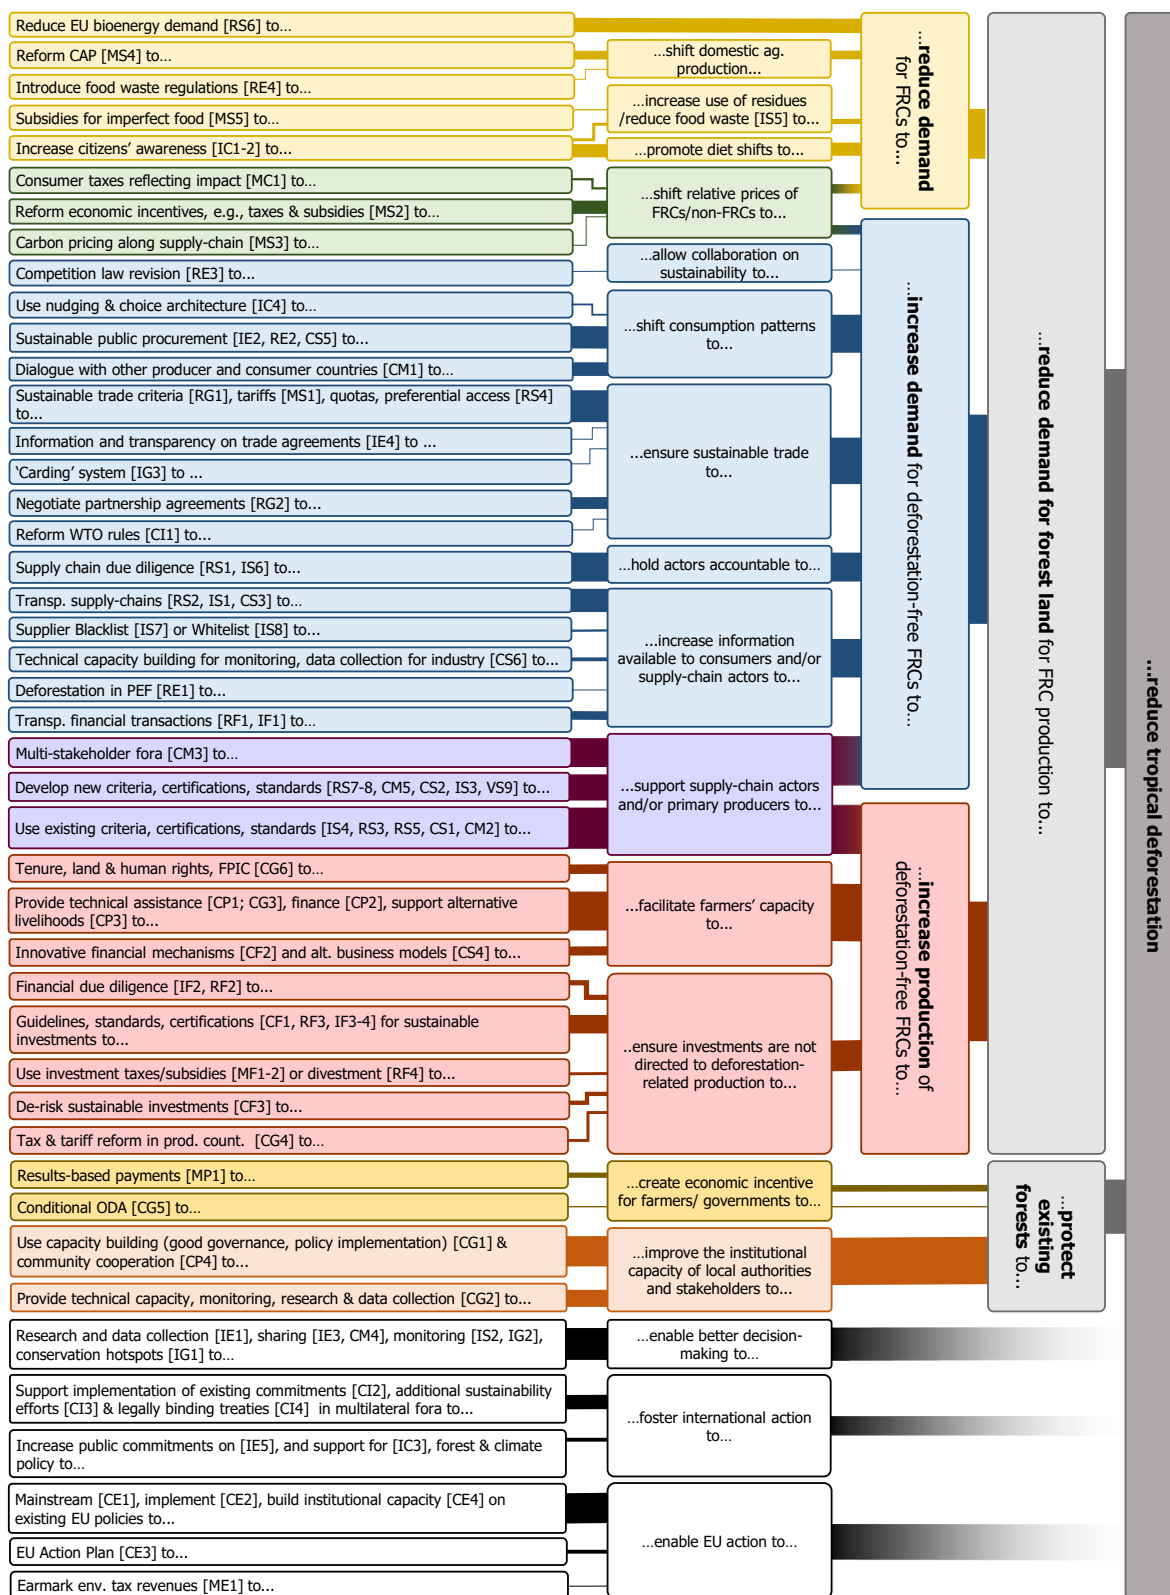 Reduce EU bioenergy demand [RS6] to...
Reform CAP [MS4] to...
Introduce food waste regulations [RE4] to...
Subsidies for imperfect food [MS5] to...
Increase citizens' awareness [IC1-2] to...
Consumer taxes reflecting impact [MC1] to...
Reform economic incentives, e.g., taxes & subsidies [MS2] to...
Carbon pricing along supply-chain [MS3] to...
Competition law revision [RE3] to...
Use nudging & choice architecture [IC4] to...
Sustainable public procurement [IE2, RE2, CS5] to...
Dialogue with other producer and consumer countries [CM1] to...
Sustainable trade criteria [RG1], tariffs [MS1], quotas, preferential access [RS4]
to...
Information and transparency on trade agreements [IE4] to ...
'Carding' system [IG3] to ...
Negotiate partnership agreements [RG2] to...
Reform WTO rules [CI1] to...
Supply chain due diligence [RS1, IS6] to...
Transp. supply-chains [RS2, IS1, CS3] to...
Supplier Blacklist [IS7] or Whitelist [IS8] to...
Technical capacity building for monitoring, data collection for industry [CS6] to...
Deforestation in PEF [RE1] to...
Transp. financial transactions [RF1, IF1] to...
Multi-stakeholder fora [CM3] to...
Develop new criteria, certifications, standards [RS7-8, CM5, CS2, IS3, VS9] to...
Use existing criteria, certifications, standards [IS4, RS3, RS5, CS1, CM2] to...
Tenure, land & human rights, FPIC [CG6] to...
Provide technical assistance [CP1; CG3], finance [CP2], support alternative
livelihoods [CP3] to...
Innovative financial mechanisms [CF2] and alt. business models [CS4] to...
Financial due diligence [IF2, RF2] to...
Guidelines, standards, certifications [CF1, RF3, IF3-4] for sustainable
investments to...
Use investment taxes/subsidies [MF1-2] or divestment [RF4] to...
De-risk sustainable investments [CF3] to...
Tax & tariff reform in prod. count. [CG4] to...
Results-based payments [MP1] to...
Conditional ODA [CG5] to...
Use capacity building (good governance, policy implementation) [CG1] &
community cooperation [CP4] to...
Provide technical capacity, monitoring, research & data collection [CG2] to...
Research and data collection [IE1], sharing [IE3, CM4], monitoring [IS2, IG2],
conservation hotspots [IG1] to...
Support implementation of existing commitments [CI2], additional sustainability
efforts [CI3] & legally binding treaties [CI4] in multilateral fora to...
Increase public commitments on [IE5], and support for [IC3], forest & climate
policy to...
Mainstream [CE1], implement [CE2], build institutional capacity [CE4] on
existing EU policies to...
EU Action Plan [CE3] to...
Earmark env. tax revenues [ME1] to...
...shift domestic ag.
production...
...increase use of residues
/reduce food waste [IS5] to...
...promote diet shifts to...
...shift relative prices of
FRCs/non-FRCs to...
...allow collaboration on
sustainability to...
...shift consumption patterns
to...
...ensure sustainable trade
to...
...hold actors accountable to...
...increase information
available to consumers and/or
supply-chain actors to...
...support supply-chain actors
and/or primary producers to...
...facilitate farmers' capacity
to...
..ensure investments are not
directed to deforestation-
related production to...
...create economic incentive
for farmers/ governments to...
...improve the institutional
capacity of local authorities
and stakeholders to...
...enable better decision-
making to...
...foster international action
to...
...enable EU action to...
...reduce demand
for FRCs to...
...increase demand for deforestation-free FRCs to...
...increase production of
deforestation-free FRCs to...
...reduce demand for forest land for FRC production to...
...protect
existing
forests to...
...reduce tropical deforestation